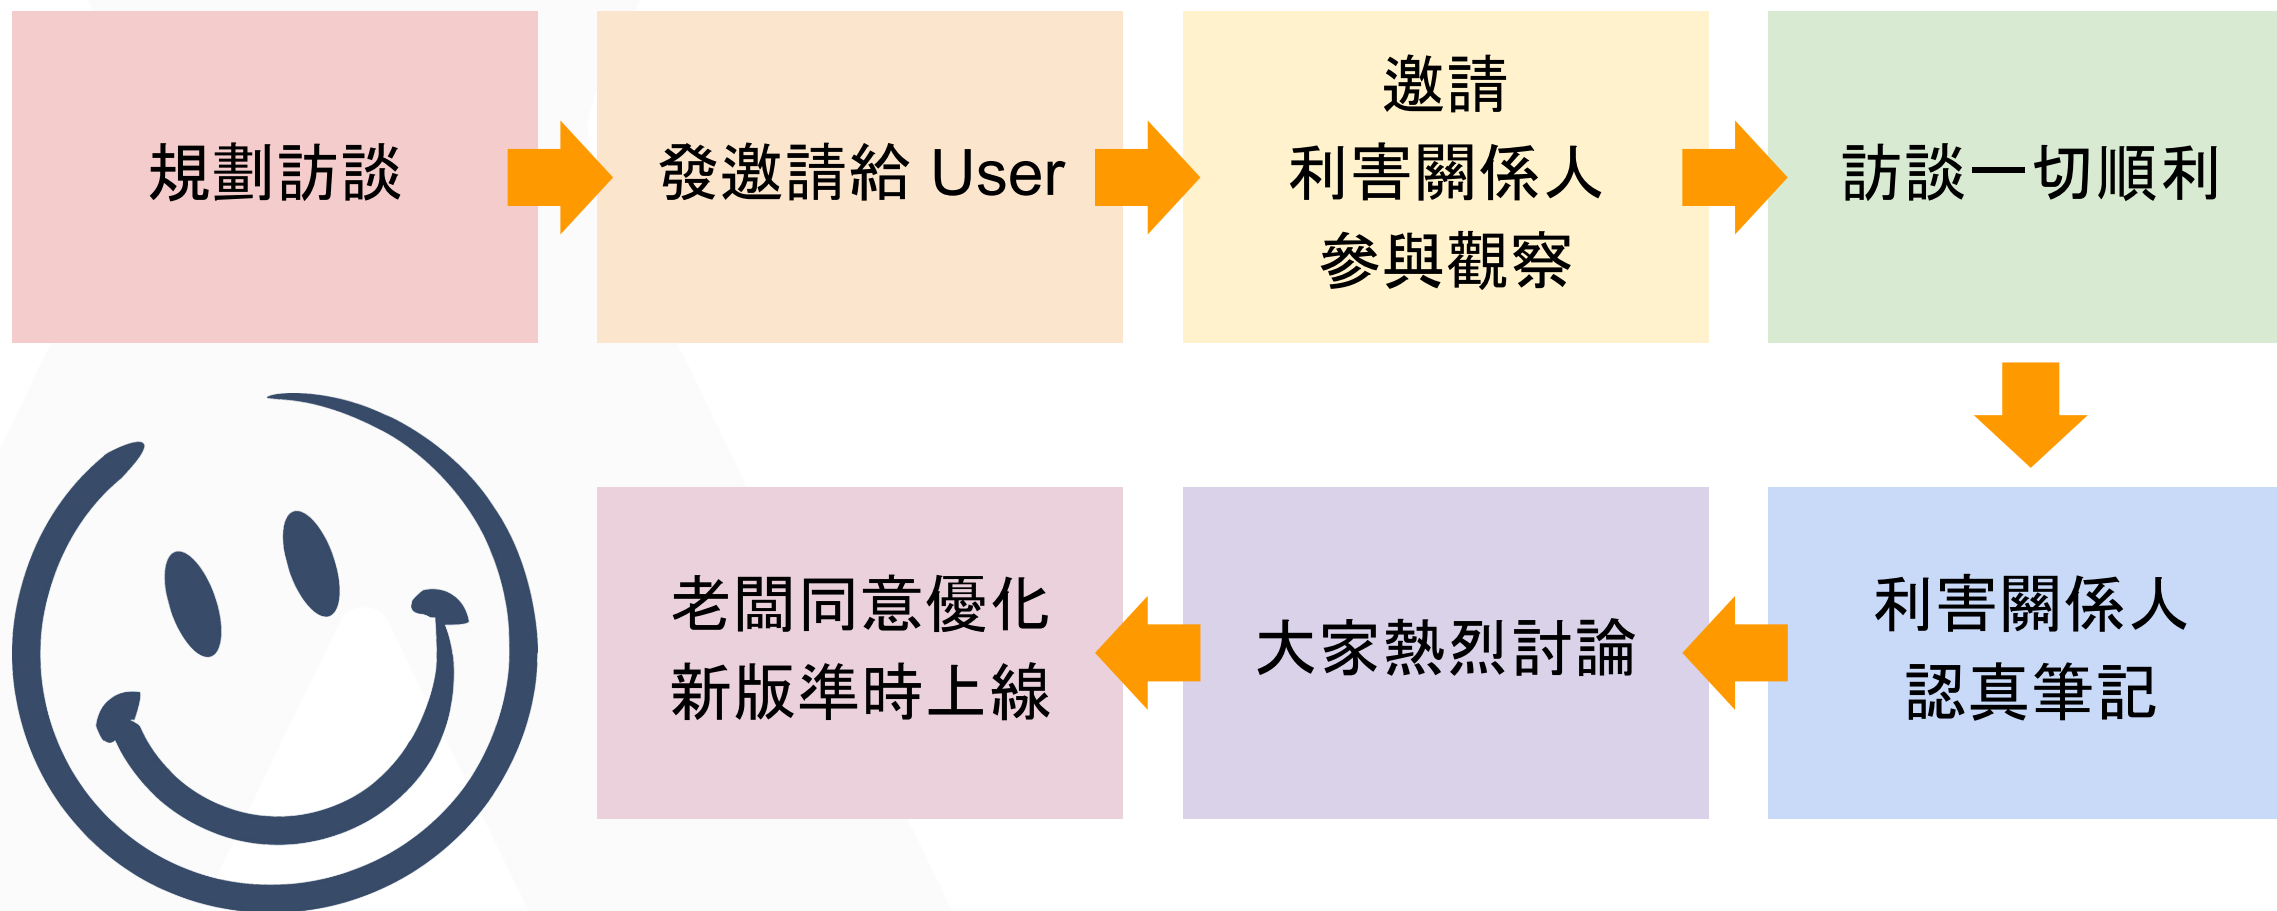 規劃訪談
發邀請給 User
邀請
利害關係人
參與觀察
訪談一切順利
利害關係人
認真筆記
大家熱烈討論
老闆同意優化
新版準時上線